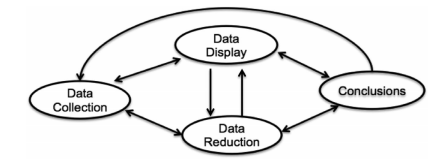 Data
Display
Data
Collection
Conclusions
Data
Reduction